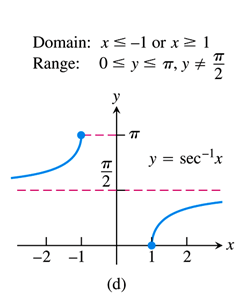 Domain: x ≤ −1 or x ≥ 1
Range: 0 ≤ y ≤ π, y ≠ π/2
y
π
π/2
y = sec⁻¹x
−2 −1 1 2 x
(d)